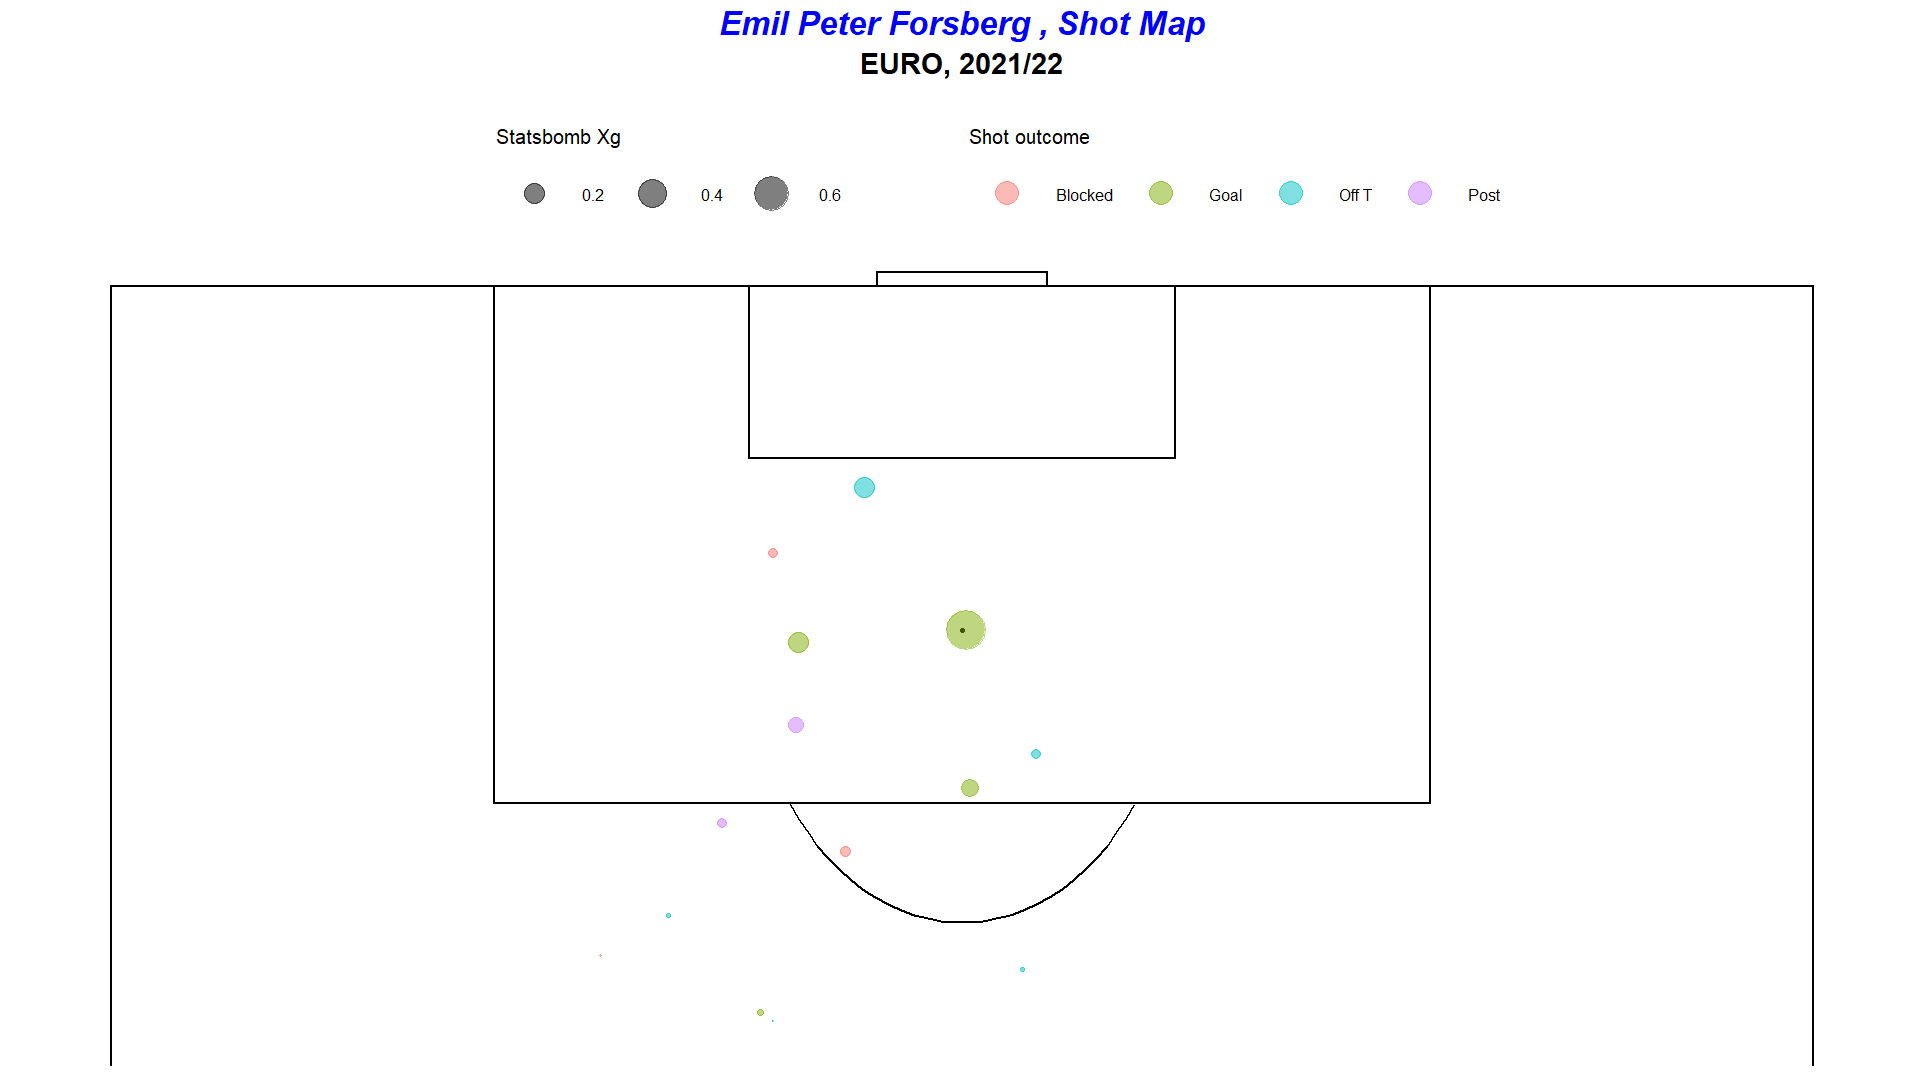 Emil Peter Forsberg , Shot Map
EURO, 2021/22
Statsbomb Xg
0.2 0.4 0.6
Shot outcome
Blocked Goal Off T Post